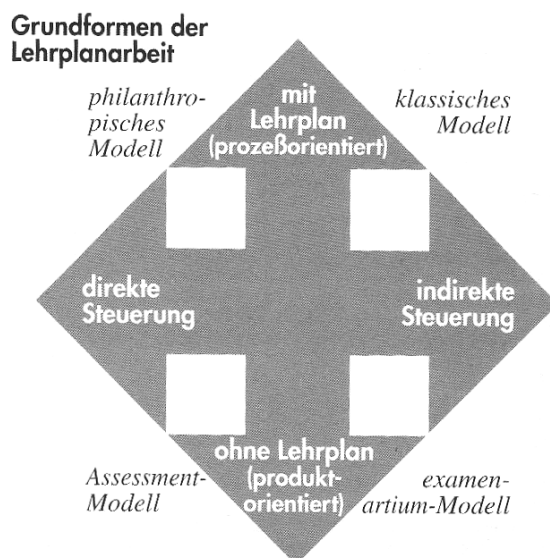 Grundformen der
Lehrplanarbeit
philanthro-
pisches
Modell
mit
Lehrplan
(prozeßorientiert)
klassisches
Modell
direkte
Steuerung
indirekte
Steuerung
Assessment-
Modell
ohne Lehrplan
(produkt-
orientiert)
examen-
artium-Modell